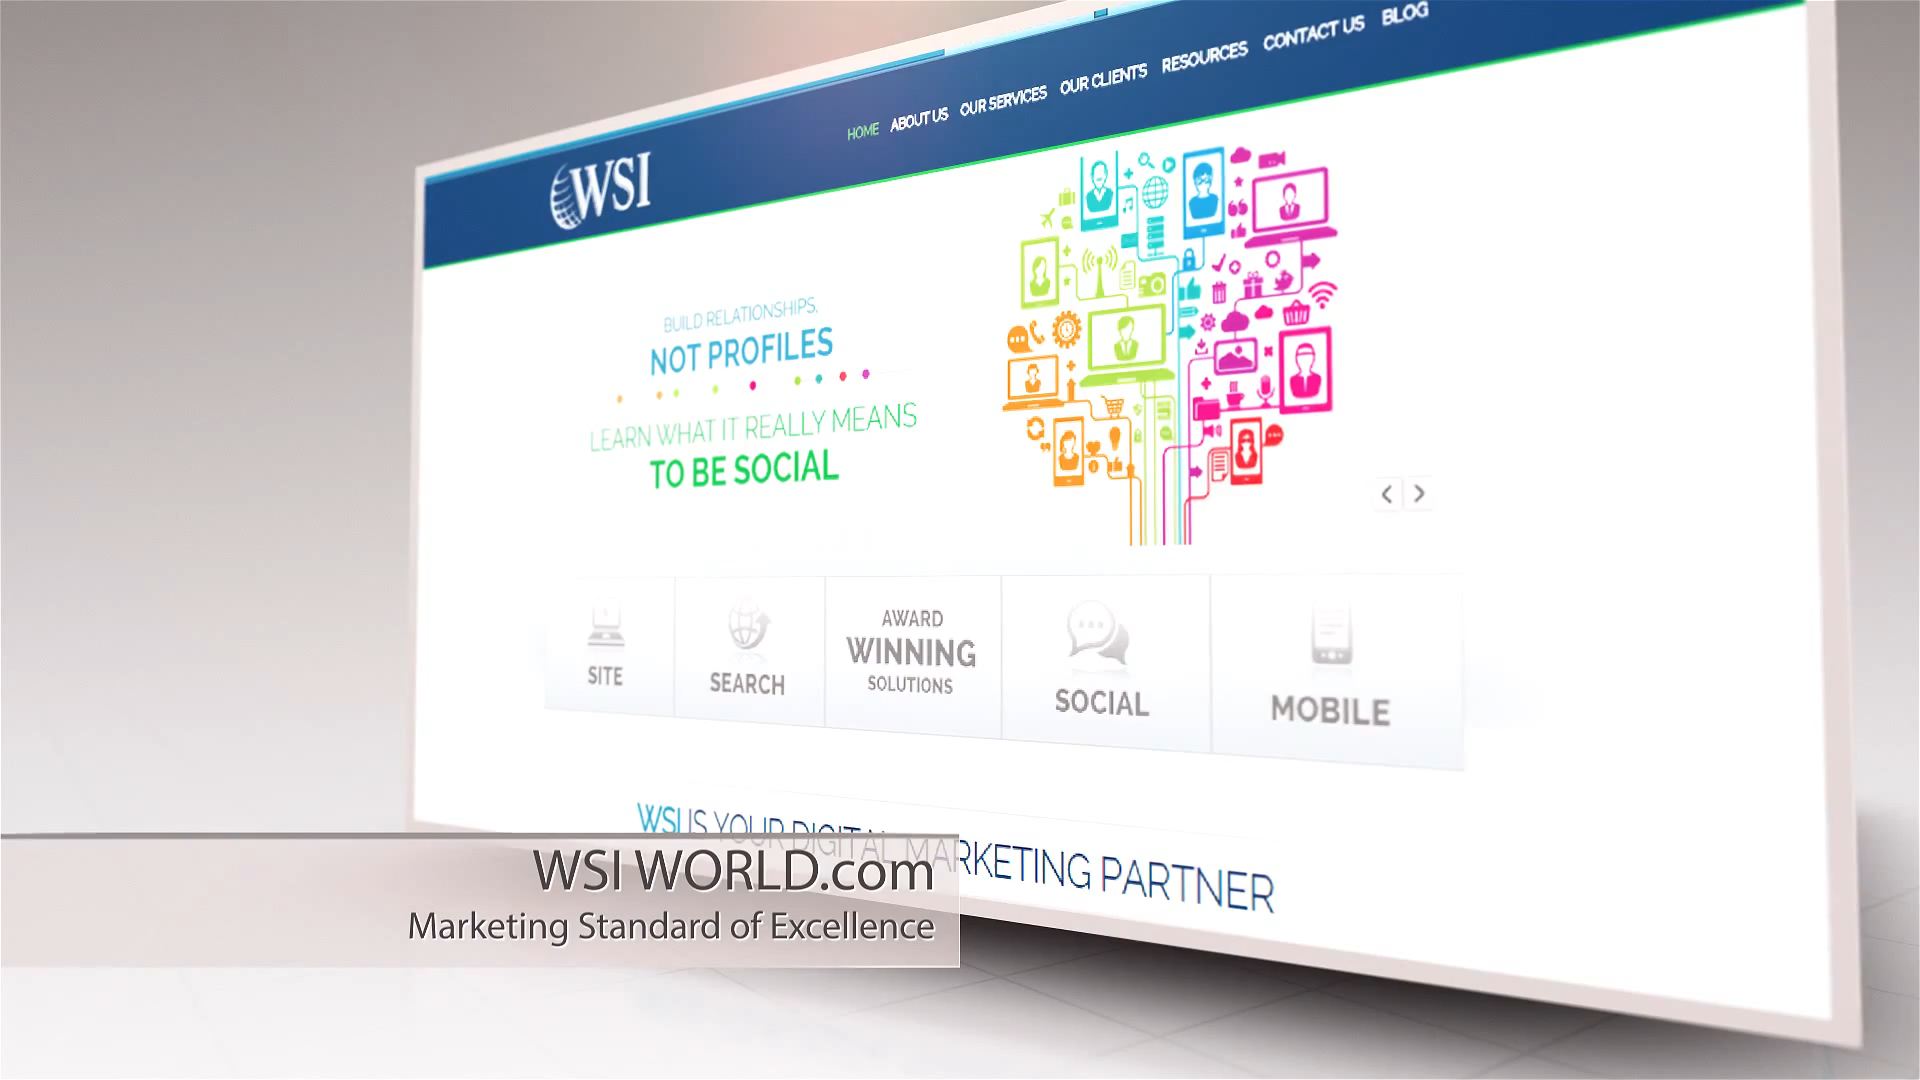 HOME ABOUT US OUR SERVICES OUR CLIENTS RESOURCES CONTACT US BLOG
WSI
BUILD RELATIONSHIPS,
NOT PROFILES
LEARN WHAT IT REALLY MEANS
TO BE SOCIAL
SITE
SEARCH
AWARD
WINNING
SOLUTIONS
SOCIAL
MOBILE
WSI IS YOUR DIGITAL MARKETING PARTNER
WSI WORLD.com
Marketing Standard of Excellence